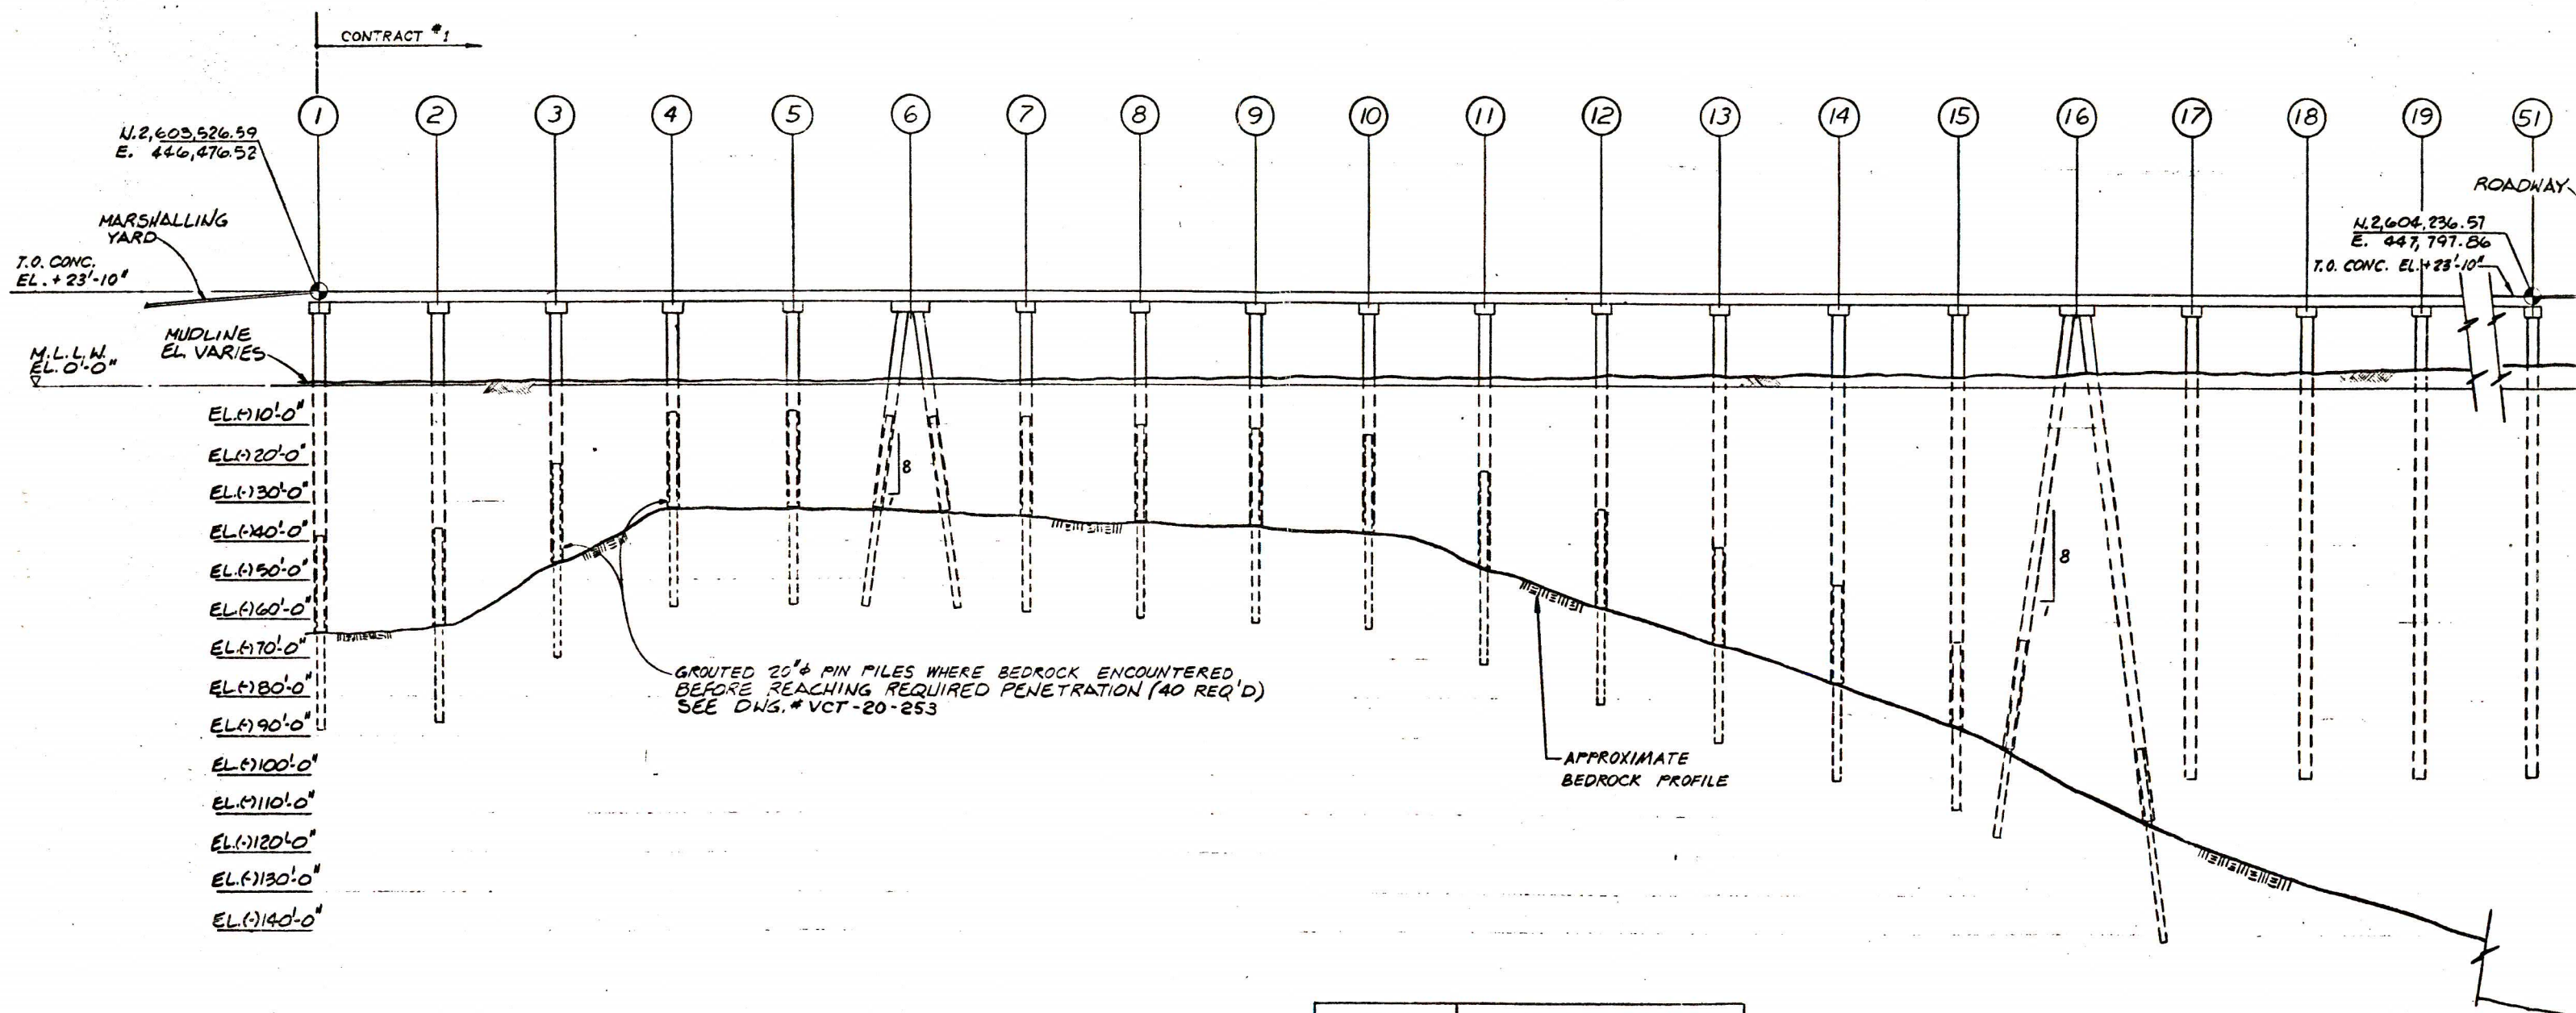 CONTRACT #1
1 2 3 4 5 6 7 8 9 10 11 12 13 14 15 16 17 18 19 51
N.2,603,526.59
E. 446,476.52
MARSHALLING
YARD
T.O. CONC.
EL. +23'-10"
ROADWAY
N.2,604,236.57
E. 447,797.86
T.O. CONC. EL.+23'-10"
MUDLINE
EL. VARIES
M.L.L.W.
EL. 0'-0"
EL.(-)10'-0"
EL.(-)20'-0"
8
EL.(-)30'-0"
1
EL.(-)40'-0"
EL.(-)50'-0"
8
EL.(-)60'-0"
1
EL.(-)70'-0"
EL.(-)80'-0"
EL.(-)90'-0"
EL.(-)100'-0"
EL.(-)110'-0"
EL.(-)120'-0"
EL.(-)130'-0"
EL.(-)140'-0"
GROUTED 20"ϕ PIN PILES WHERE BEDROCK ENCOUNTERED
BEFORE REACHING REQUIRED PENETRATION (40 REQ'D)
SEE DWG.# VCT-20-253
APPROXIMATE
BEDROCK PROFILE